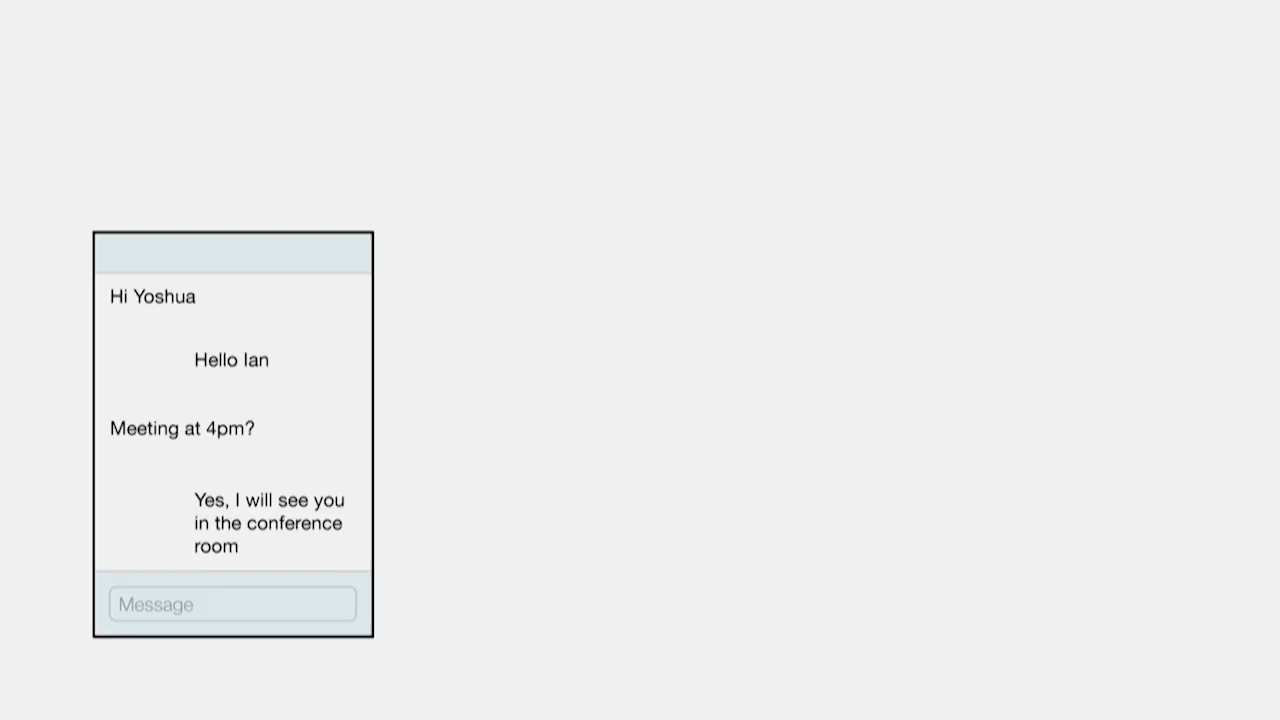 Hi Yoshua
Hello Ian
Meeting at 4pm?
Yes, I will see you
in the conference
room
Message